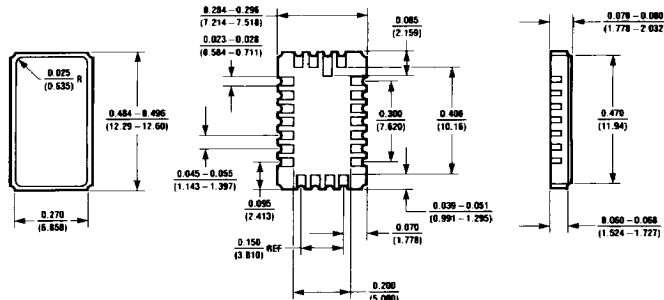 0.284 – 0.296
(7.214 – 7.518)
0.023 – 0.028
(0.584 – 0.711)
0.085
(2.159)
0.070 – 0.080
(1.778 – 2.032
0.025 R
(0.635)
0.484 – 0.496
(12.29 – 12.60)
0.300
(7.620)
(10.16)
0.470
(11.94)
0.045 – 0.055
(1.143 – 1.397)
0.095
(2.413)
0.039 – 0.051
(0.991 – 1.295)
0.060 – 0.068
(1.524 – 1.727)
0.270
(6.858)
0.150 REF
(3.810)
0.070
(1.778)
0.200
(5.080)